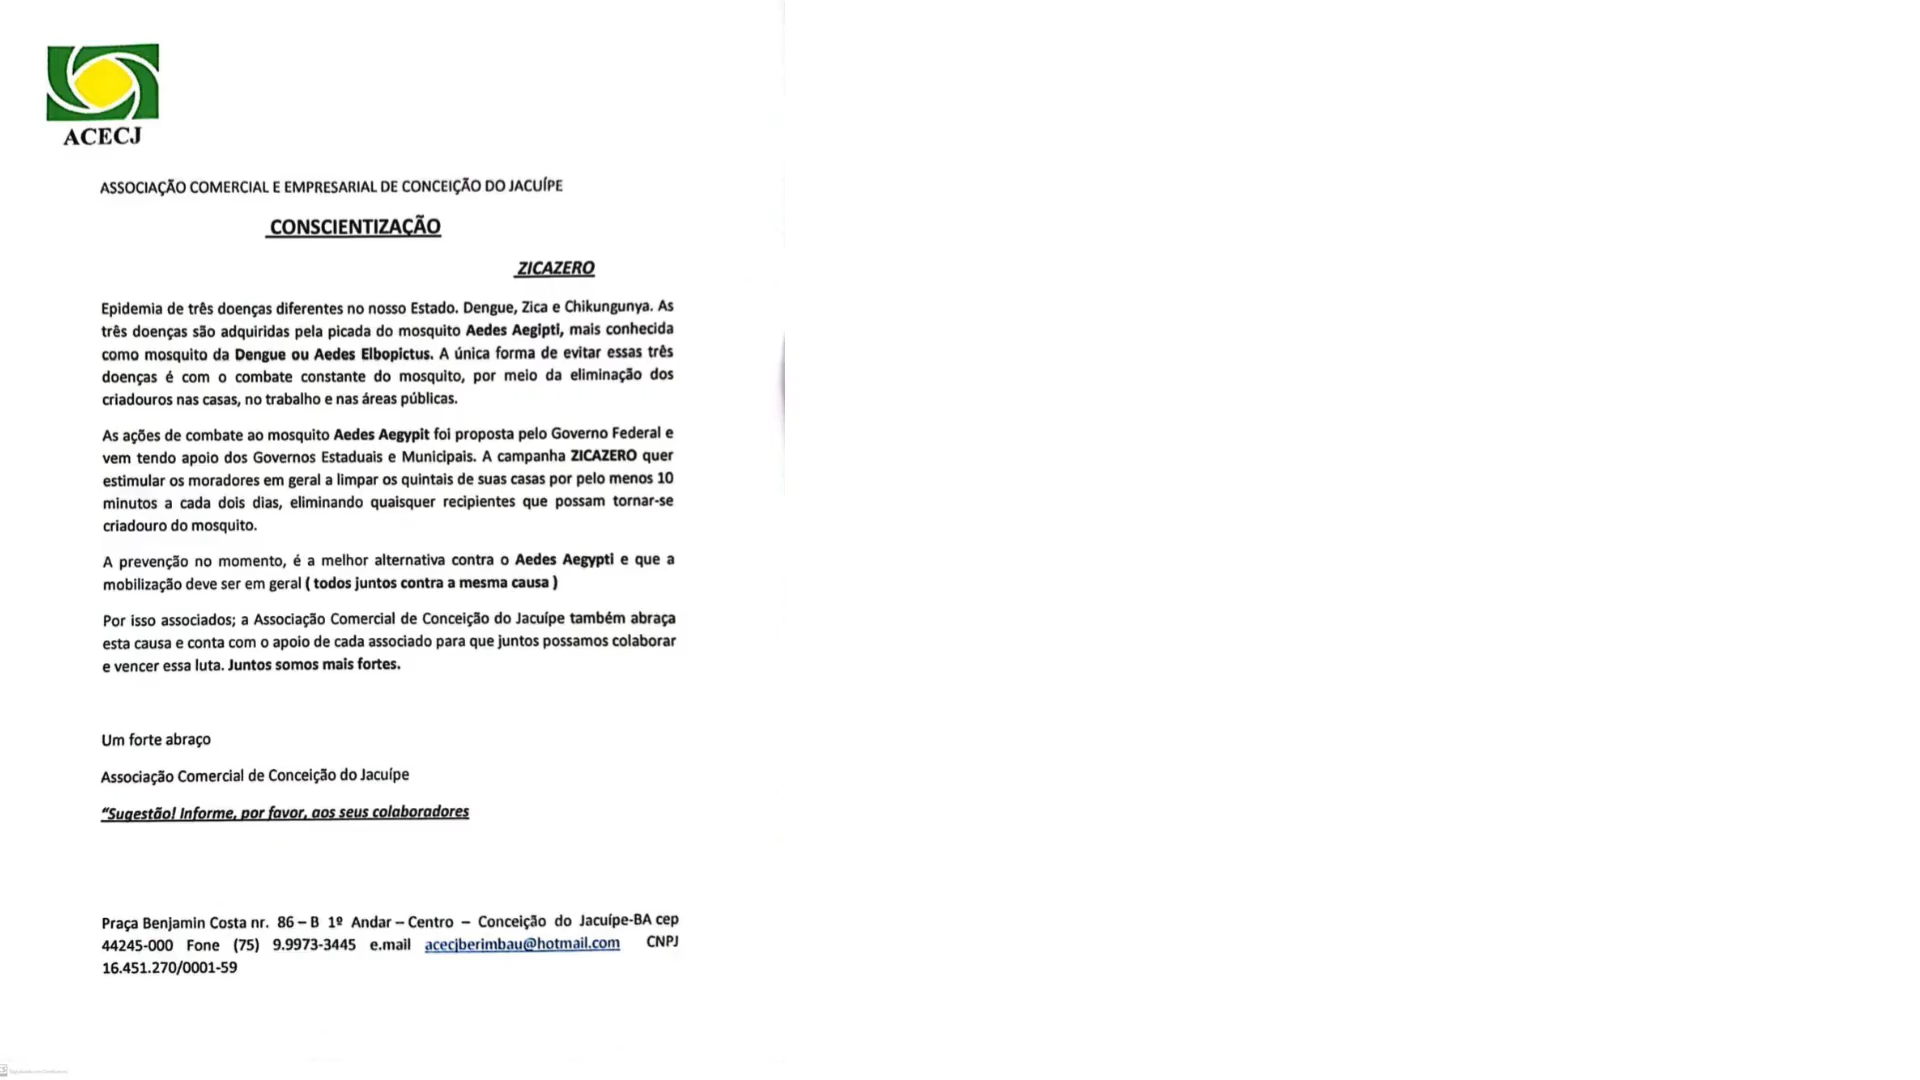 ACECJ
ASSOCIAÇÃO COMERCIAL E EMPRESARIAL DE CONCEIÇÃO DO JACUÍPE
CONSCIENTIZAÇÃO
ZICAZERO
Epidemia de três doenças diferentes no nosso Estado. Dengue, Zica e Chikungunya. As
três doenças são adquiridas pela picada do mosquito Aedes Aegipti, mais conhecida
como mosquito da Dengue ou Aedes Elbopictus. A única forma de evitar essas três
doenças é com o combate constante do mosquito, por meio da eliminação dos
criadouros nas casas, no trabalho e nas áreas públicas.
As ações de combate ao mosquito Aedes Aegypit foi proposta pelo Governo Federal e
vem tendo apoio dos Governos Estaduais e Municipais. A campanha ZICAZERO quer
estimular os moradores em geral a limpar os quintais de suas casas por pelo menos 10
minutos a cada dois dias, eliminando quaisquer recipientes que possam tornar-se
criadouro do mosquito.
A prevenção no momento, é a melhor alternativa contra o Aedes Aegypti e que a
mobilização deve ser em geral ( todos juntos contra a mesma causa )
Por isso associados; a Associação Comercial de Conceição do Jacuípe também abraça
esta causa e conta com o apoio de cada associado para que juntos possamos colaborar
e vencer essa luta. Juntos somos mais fortes.
Um forte abraço
Associação Comercial de Conceição do Jacuípe
“Sugestão! Informe, por favor, aos seus colaboradores
Praça Benjamin Costa nr. 86 – B 1º Andar – Centro – Conceição do Jacuípe-BA cep
44245-000 Fone (75) 9.9973-3445 e.mail acecjberimbau@hotmail.com CNPJ
16.451.270/0001-59